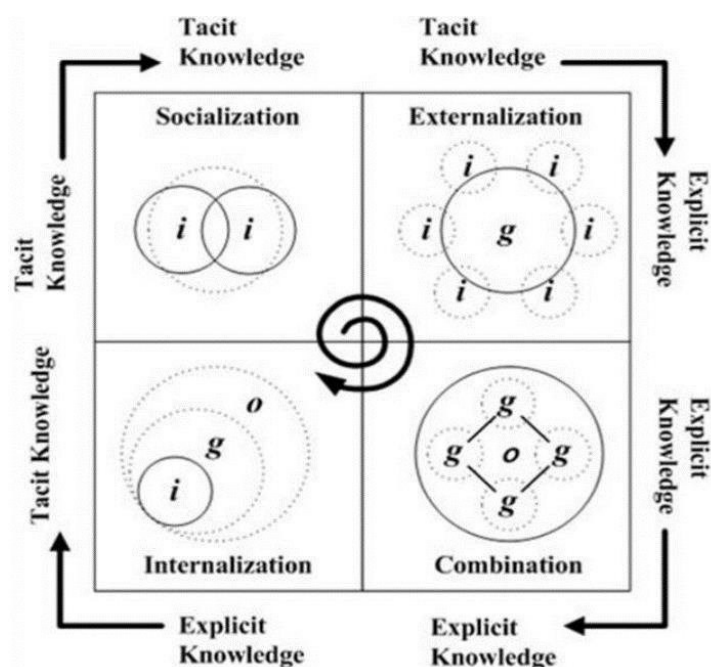 Tacit
Knowledge
Tacit
Knowledge
Socialization
Externalization
i
i
i
i
i
g
i
i
i
Tacit
Knowledge
Explicit
Knowledge
o
g
i
g
g
o
g
g
Tacit Knowledge
Explicit
Knowledge
Internalization
Combination
Explicit
Knowledge
Explicit
Knowledge